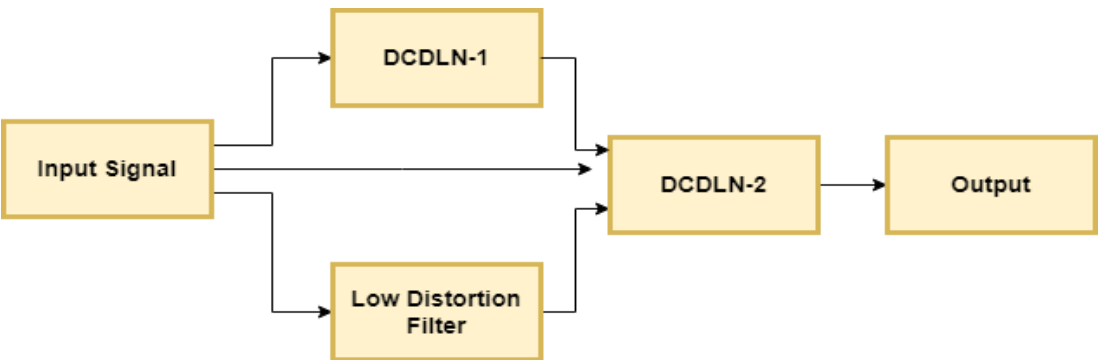 DCDLN-1
Input Signal
DCDLN-2
Output
Low Distortion
Filter